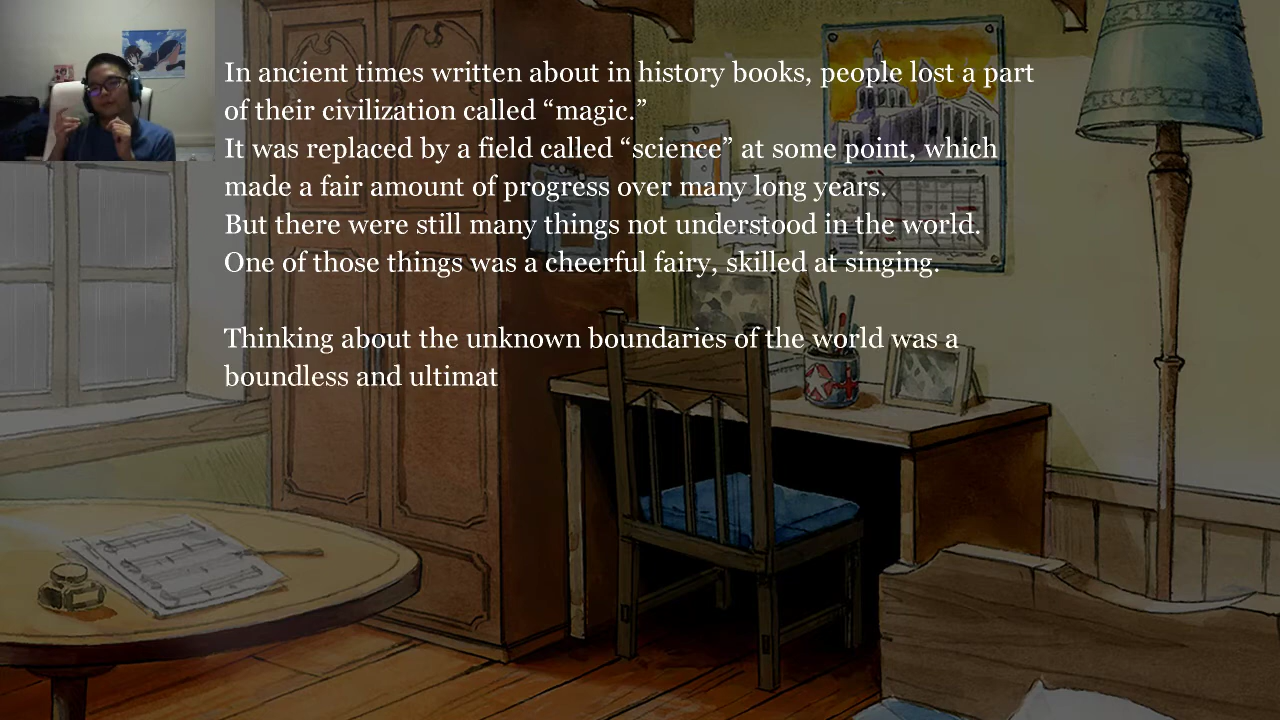 In ancient times written about in history books, people lost a part
of their civilization called “magic.”
It was replaced by a field called “science” at some point, which
made a fair amount of progress over many long years.
But there were still many things not understood in the world.
One of those things was a cheerful fairy, skilled at singing.
Thinking about the unknown boundaries of the world was a
boundless and ultimat